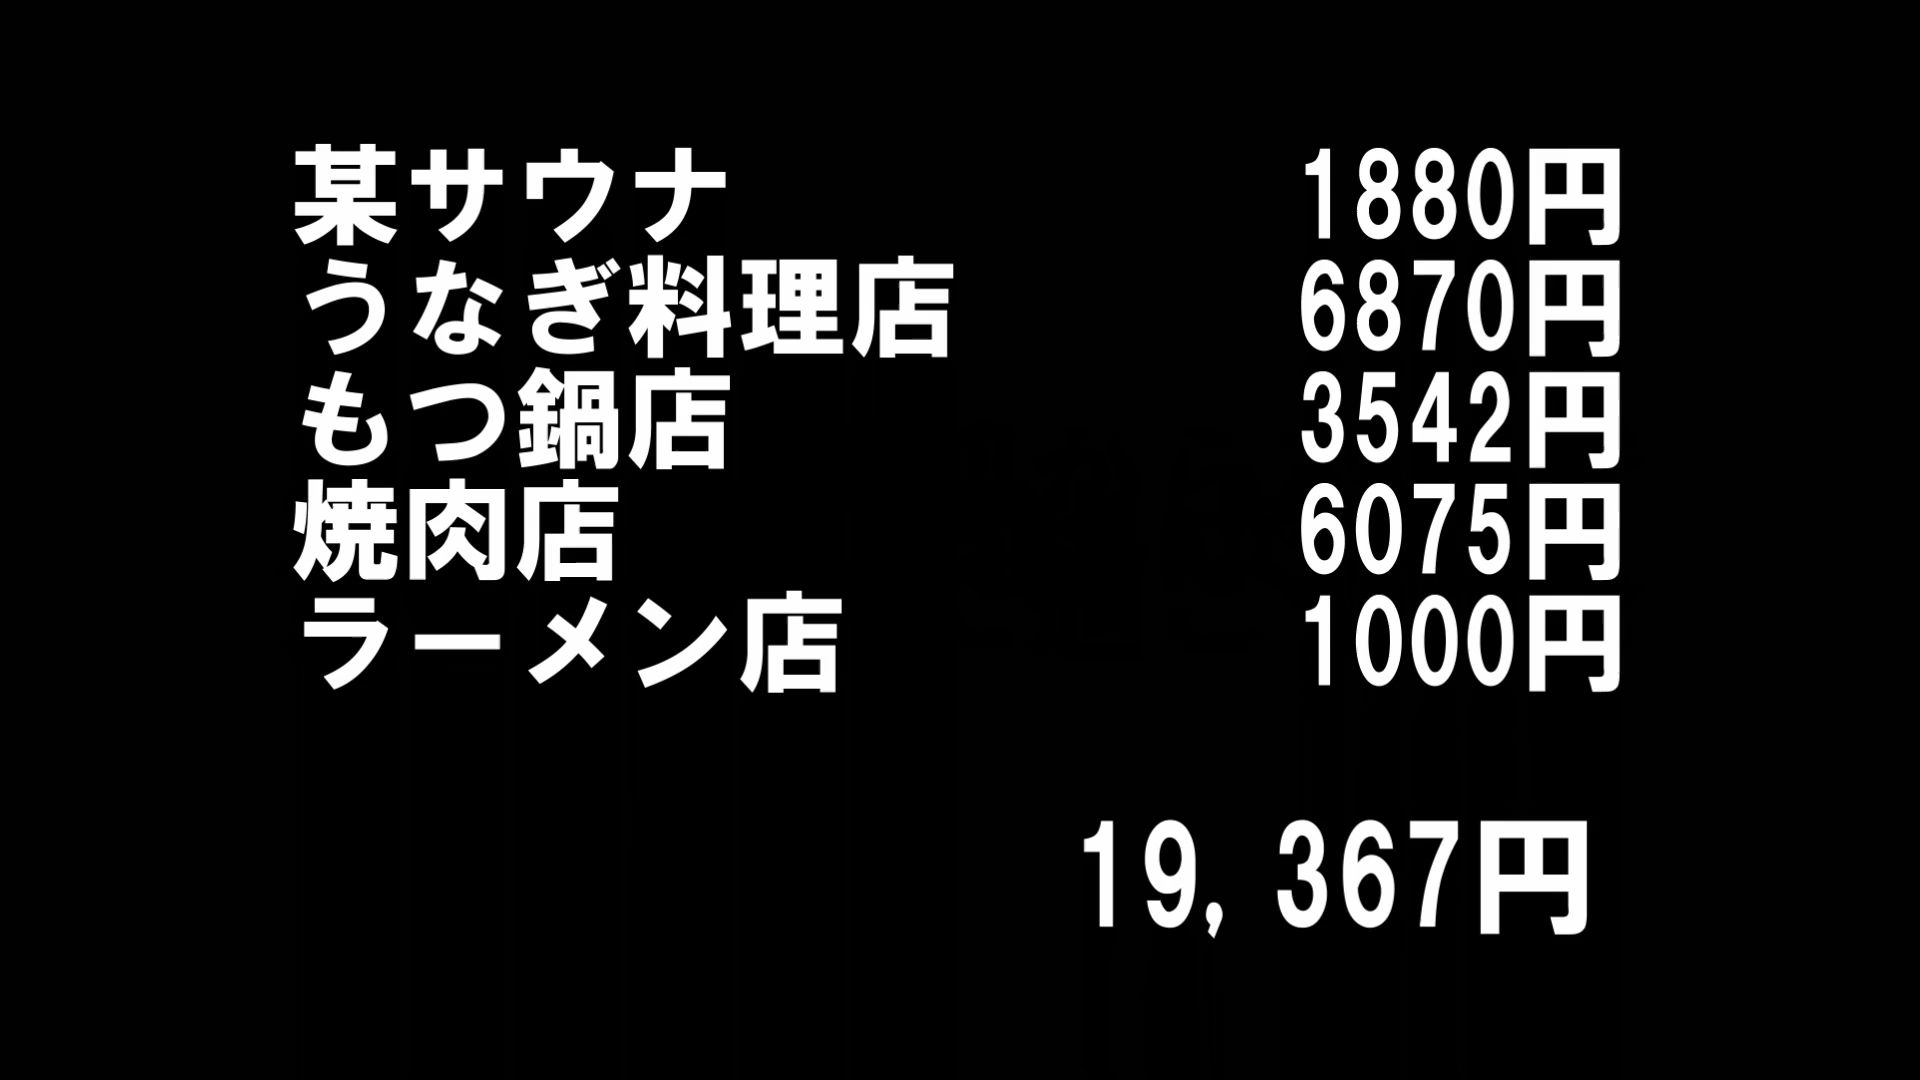 某サウナ 1880円
うなぎ料理店 6870円
もつ鍋店 3542円
焼肉店 6075円
ラーメン店 1000円
19,367円